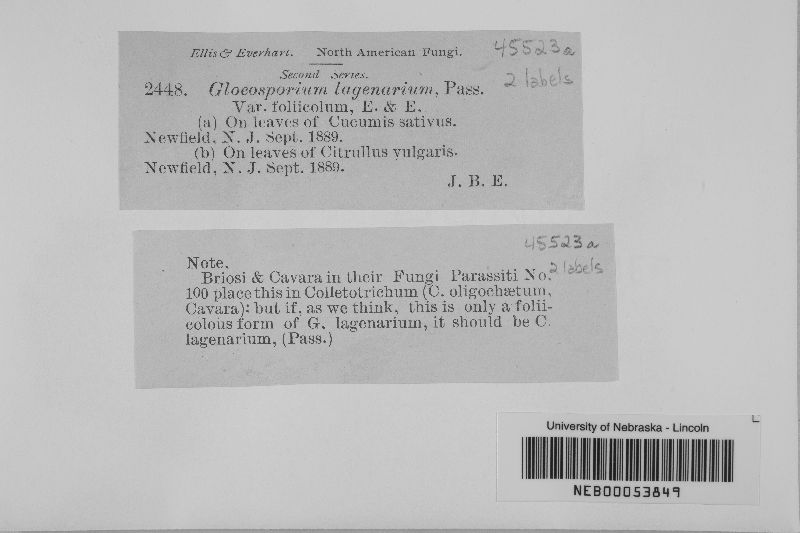 Ellis & Everhart. North American Fungi. 45523a
Second Series. 2 labels
2448. Gloeosporium lagenarium, Pass.
Var. foliicolum, E. & E.
(a) On leaves of Cucumis sativus.
Newfield, N. J. Sept. 1889.
(b) On leaves of Citrullus vulgaris.
Newfield, N. J. Sept. 1889.
J. B. E.
45523a
2 labels
Note.
Briosi & Cavara in their Fungi Parassiti No.
100 place this in Colletotrichum (C. oligochætum,
Cavara): but if, as we think, this is only a folii-
colous form of G. lagenarium, it should be C.
lagenarium, (Pass.)
University of Nebraska - Lincoln
NEB00053849